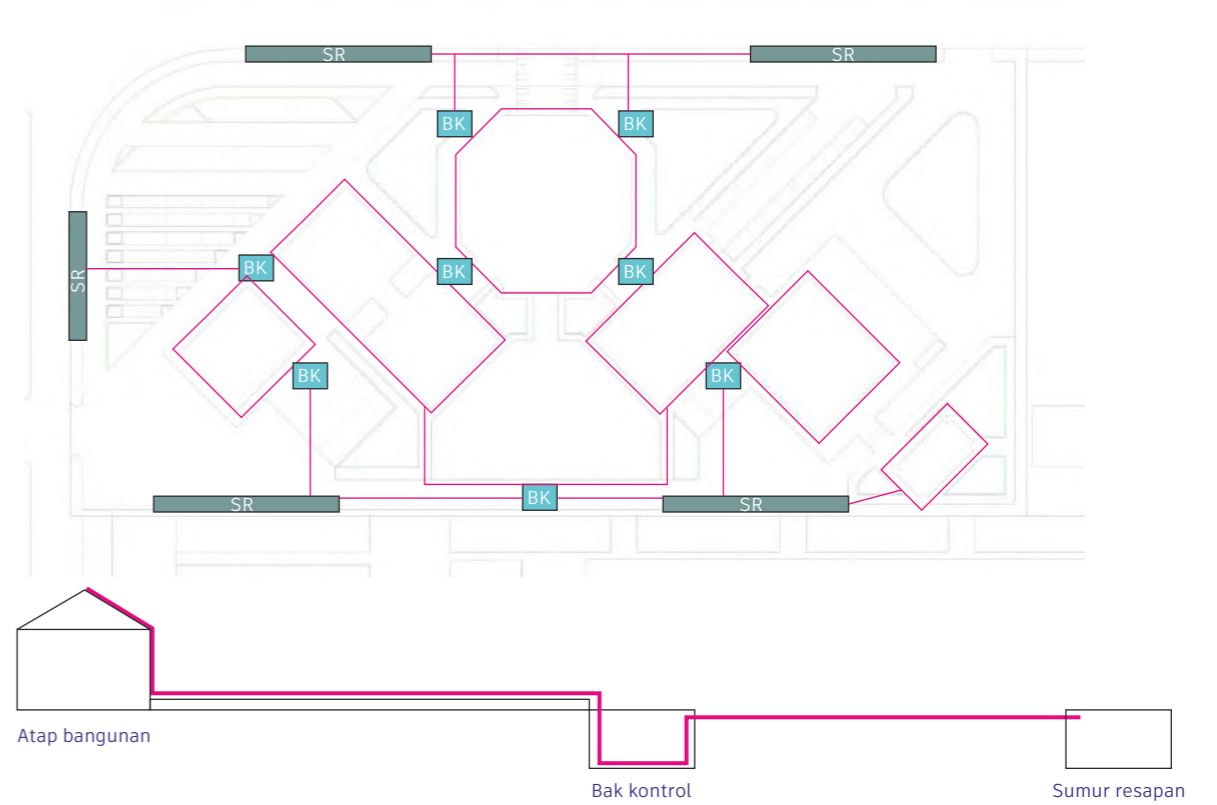 SR
SR
BK
BK
SR
BK
BK
BK
BK
BK
SR
BK
SR
Atap bangunan
Bak kontrol
Sumur resapan